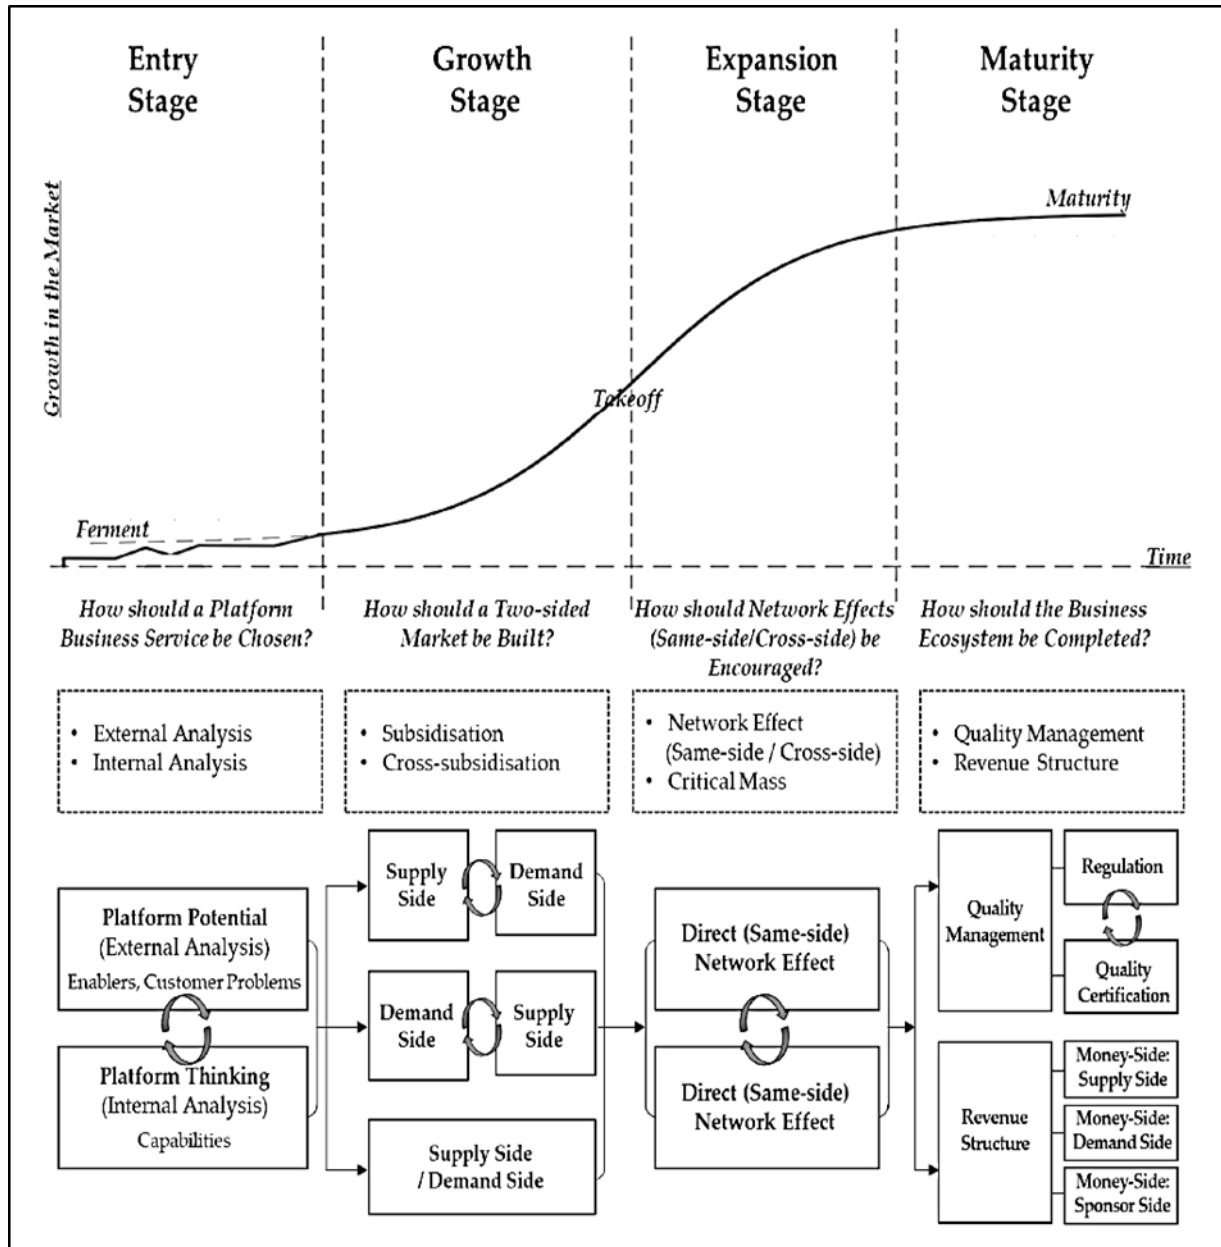 Entry
Stage
Growth
Stage
Expansion
Stage
Maturity
Stage
Growth in the Market
Maturity
Takeoff
Ferment
Time
How should a Platform
Business Service be Chosen?
How should a Two-sided
Market be Built?
How should Network Effects
(Same-side/Cross-side) be
Encouraged?
How should the Business
Ecosystem be Completed?
• External Analysis
• Internal Analysis
• Subsidisation
• Cross-subsidisation
• Network Effect
(Same-side / Cross-side)
• Critical Mass
• Quality Management
• Revenue Structure
Platform Potential
(External Analysis)
Enablers, Customer Problems
Platform Thinking
(Internal Analysis)
Capabilities
Supply
Side
Demand
Side
Demand
Side
Supply
Side
Supply Side
/ Demand Side
Direct (Same-side)
Network Effect
Direct (Same-side)
Network Effect
Quality
Management
Regulation
Quality
Certification
Revenue
Structure
Money-Side:
Supply Side
Money-Side:
Demand Side
Money-Side:
Sponsor Side